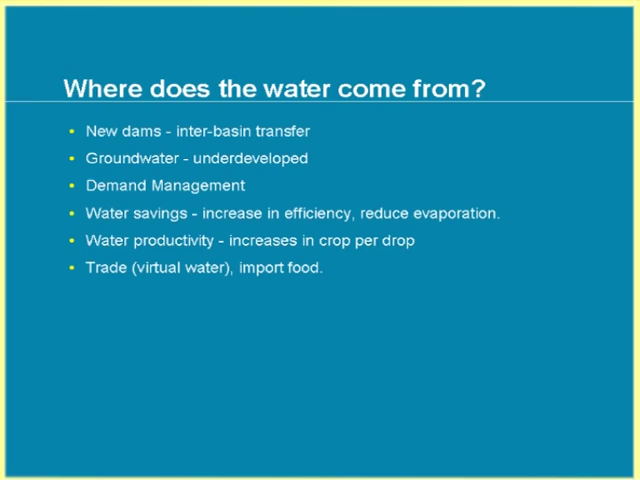 Where does the water come from?
• New dams - inter-basin transfer
• Groundwater - underdeveloped
• Demand Management
• Water savings - increase in efficiency, reduce evaporation.
• Water productivity - increases in crop per drop
• Trade (virtual water), import food.